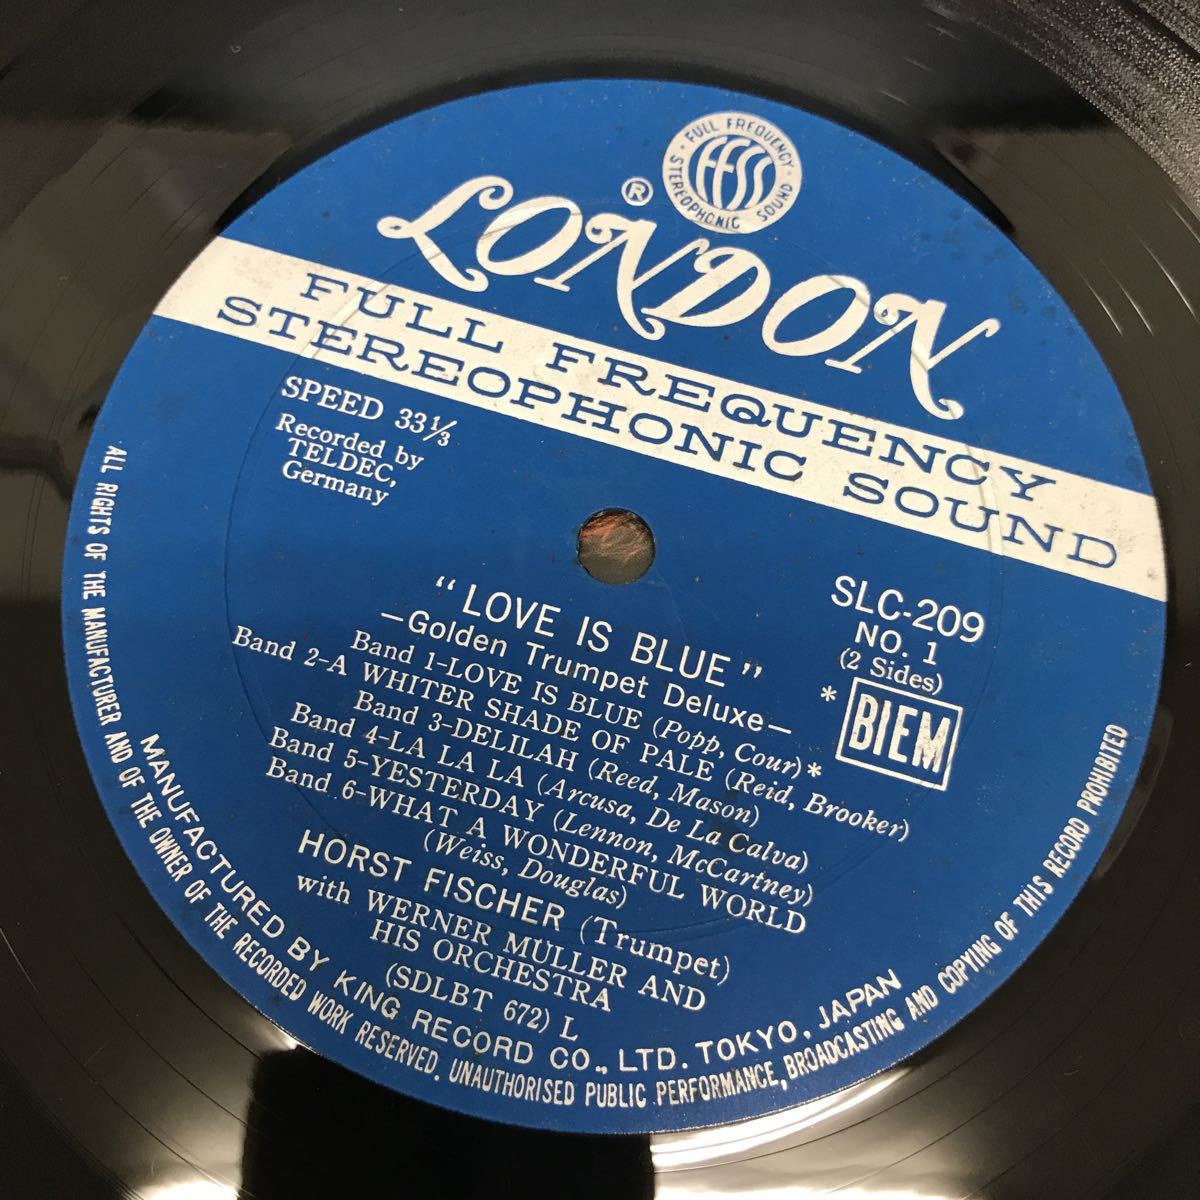 FULL FREQUENCY
STEREOPHONIC SOUND
FFSS
®
LONDON
FULL FREQUENCY
STEREOPHONIC SOUND
SPEED 33⅓
Recorded by
TELDEC,
Germany
SLC-209
NO. 1
(2 Sides)
* BIEM
“LOVE IS BLUE”
—Golden Trumpet Deluxe—
Band 1-LOVE IS BLUE (Popp, Cour)*
Band 2-A WHITER SHADE OF PALE (Reid, Brooker)
Band 3-DELILAH (Reed, Mason)
Band 4-LA LA LA (Arcusa, De La Calva)
Band 5-YESTERDAY (Lennon, McCartney)
Band 6-WHAT A WONDERFUL WORLD
(Weiss, Douglas)
HORST FISCHER (Trumpet)
with WERNER MULLER AND
HIS ORCHESTRA
(SDLBT 672) L
MANUFACTURED BY KING RECORD CO., LTD. TOKYO, JAPAN
ALL RIGHTS OF THE MANUFACTURER AND OF THE OWNER OF THE RECORDED WORK RESERVED. UNAUTHORISED PUBLIC PERFORMANCE, BROADCASTING AND COPYING OF THIS RECORD PROHIBITED